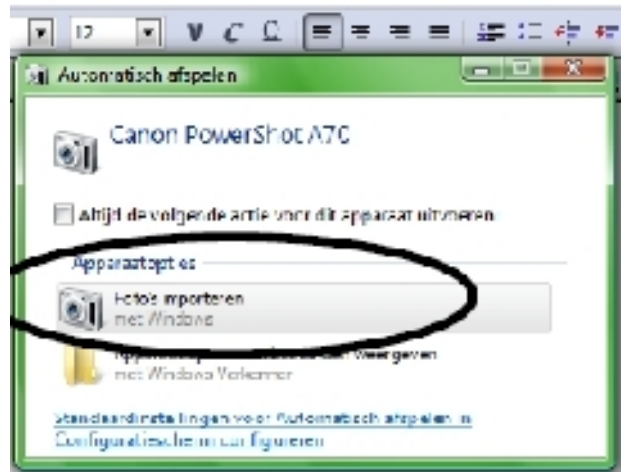 12
V C
Automatisch afspelen
Canon PowerShot A70
Altijd de volgende actie voor dit apparaat uitvoeren
Apparaatopties
Foto's importeren
met Windows
weergeven
met Windows Verkenner
Standaardinstellingen voor Automatisch afspelen in
Configuratiescherm configureren